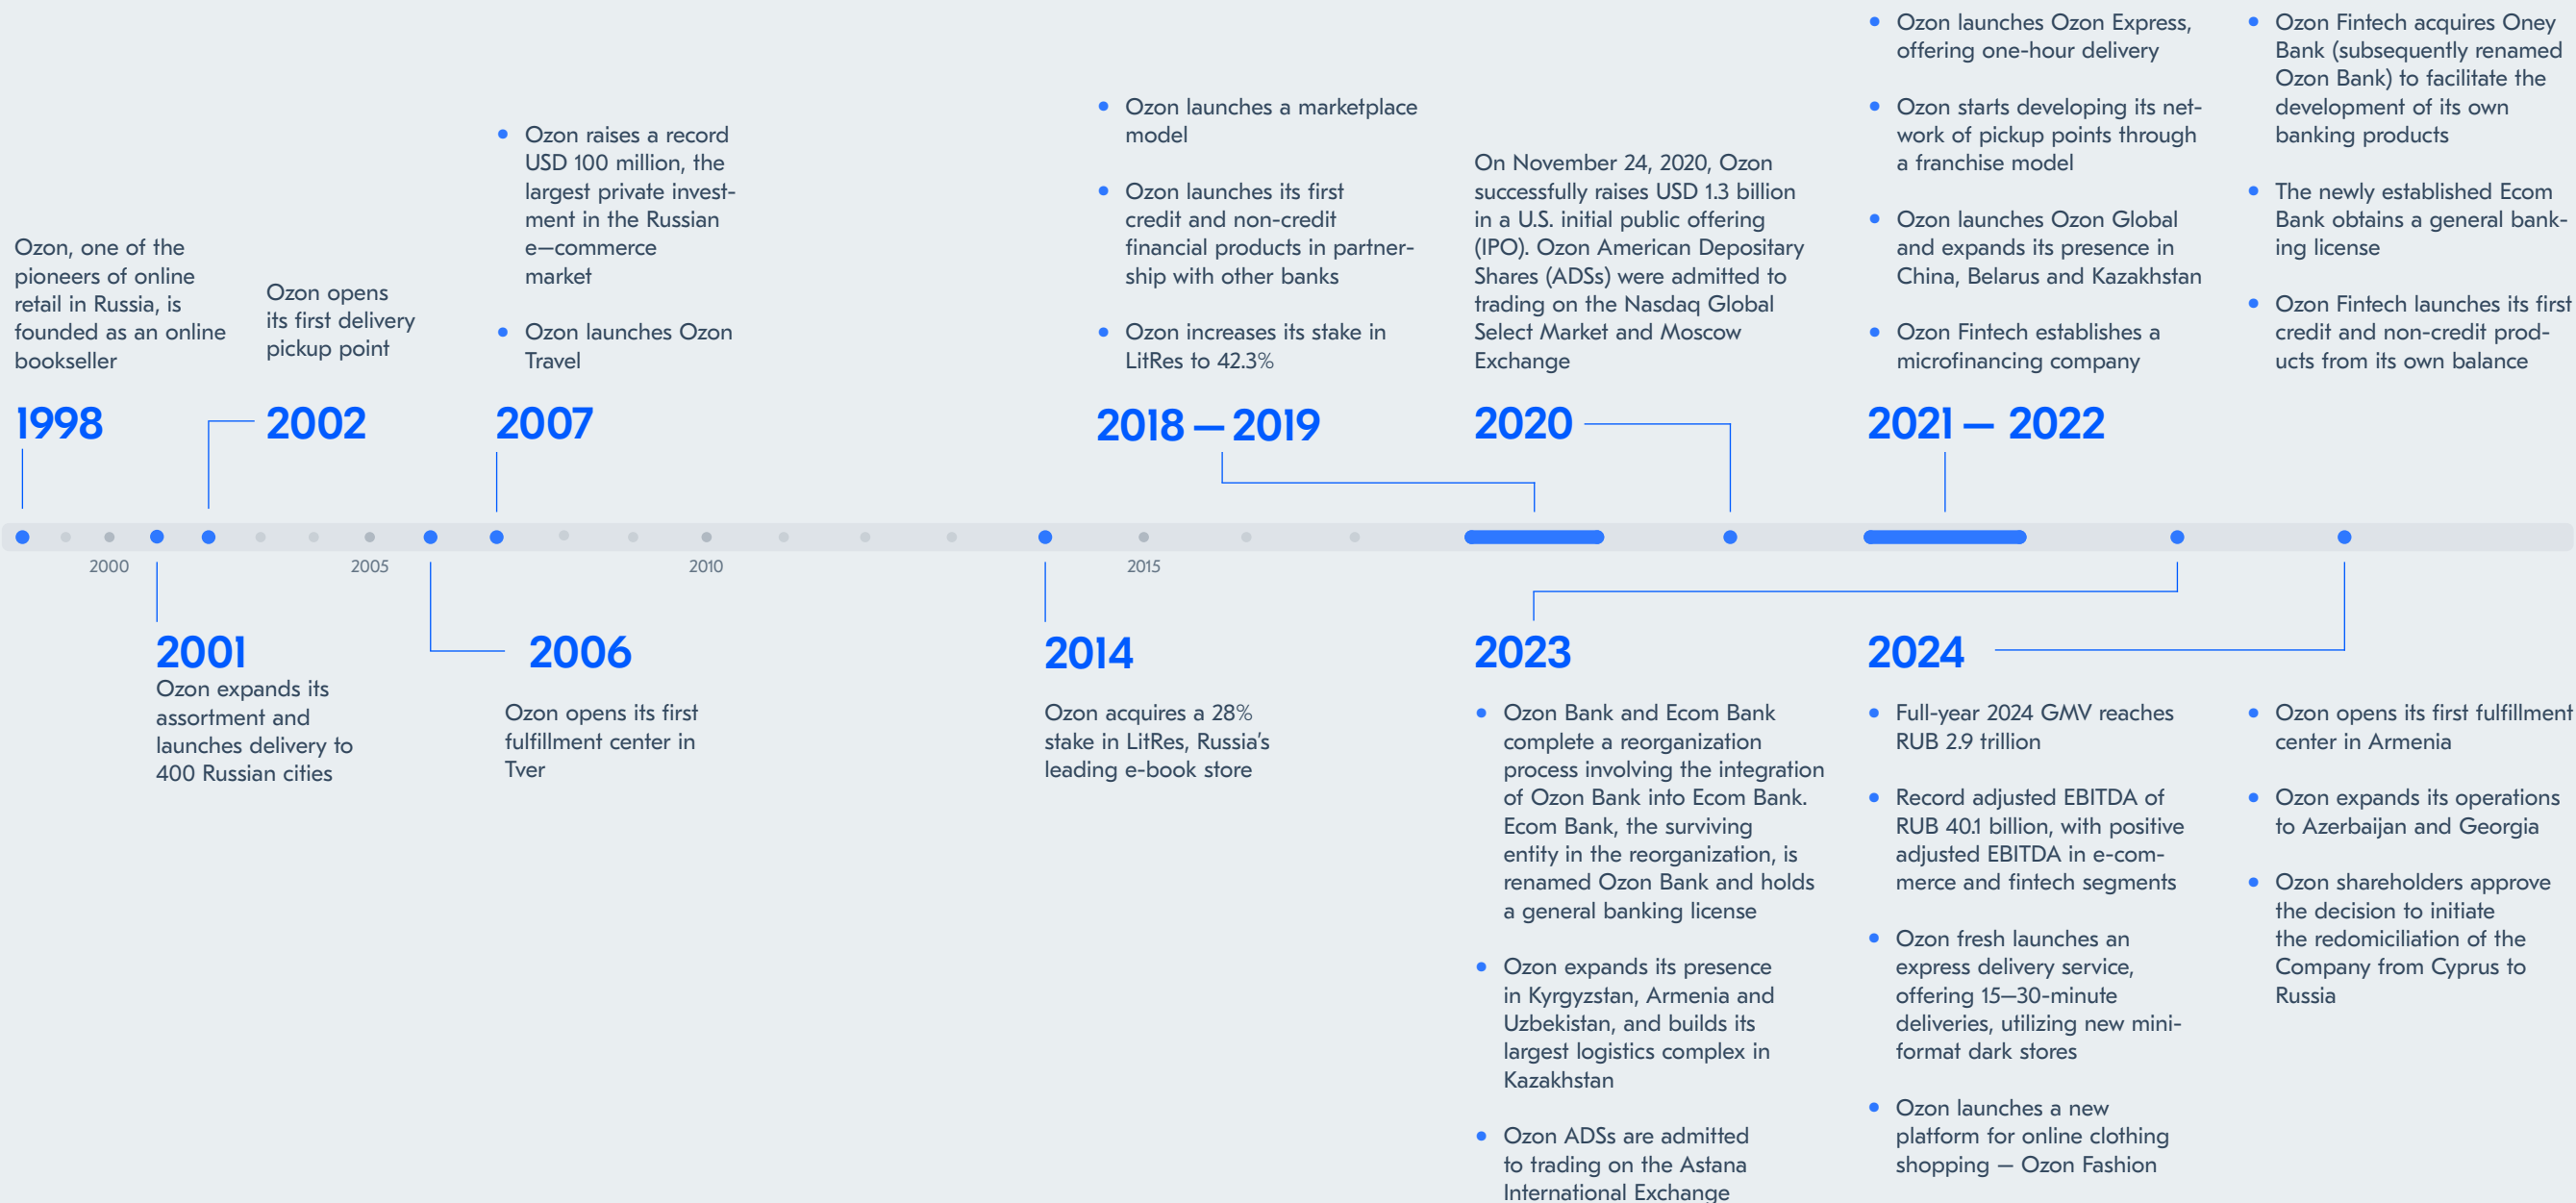 Ozon, one of the
pioneers of online
retail in Russia, is
founded as an online
bookseller
1998
Ozon opens
its first delivery
pickup point
2002
Ozon raises a record
USD 100 million, the
largest private invest-
ment in the Russian
e—commerce
market
Ozon launches Ozon
Travel
2007
Ozon launches a marketplace
model
Ozon launches its first
credit and non-credit
financial products in partner-
ship with other banks
Ozon increases its stake in
LitRes to 42.3%
2018 — 2019
On November 24, 2020, Ozon
successfully raises USD 1.3 billion
in a U.S. initial public offering
(IPO). Ozon American Depositary
Shares (ADSs) were admitted to
trading on the Nasdaq Global
Select Market and Moscow
Exchange
2020
Ozon launches Ozon Express,
offering one-hour delivery
Ozon starts developing its net-
work of pickup points through
a franchise model
Ozon launches Ozon Global
and expands its presence in
China, Belarus and Kazakhstan
Ozon Fintech establishes a
microfinancing company
2021 — 2022
Ozon Fintech acquires Oney
Bank (subsequently renamed
Ozon Bank) to facilitate the
development of its own
banking products
The newly established Ecom
Bank obtains a general bank-
ing license
Ozon Fintech launches its first
credit and non-credit prod-
ucts from its own balance
2000
2005
2010
2015
2001
Ozon expands its
assortment and
launches delivery to
400 Russian cities
2006
Ozon opens its first
fulfillment center in
Tver
2014
Ozon acquires a 28%
stake in LitRes, Russia's
leading e-book store
2023
Ozon Bank and Ecom Bank
complete a reorganization
process involving the integration
of Ozon Bank into Ecom Bank.
Ecom Bank, the surviving
entity in the reorganization, is
renamed Ozon Bank and holds
a general banking license
Ozon expands its presence
in Kyrgyzstan, Armenia and
Uzbekistan, and builds its
largest logistics complex in
Kazakhstan
Ozon ADSs are admitted
to trading on the Astana
International Exchange
2024
Full-year 2024 GMV reaches
RUB 2.9 trillion
Record adjusted EBITDA of
RUB 40.1 billion, with positive
adjusted EBITDA in e-com-
merce and fintech segments
Ozon fresh launches an
express delivery service,
offering 15—30-minute
deliveries, utilizing new mini-
format dark stores
Ozon launches a new
platform for online clothing
shopping — Ozon Fashion
Ozon opens its first fulfillment
center in Armenia
Ozon expands its operations
to Azerbaijan and Georgia
Ozon shareholders approve
the decision to initiate
the redomiciliation of the
Company from Cyprus to
Russia